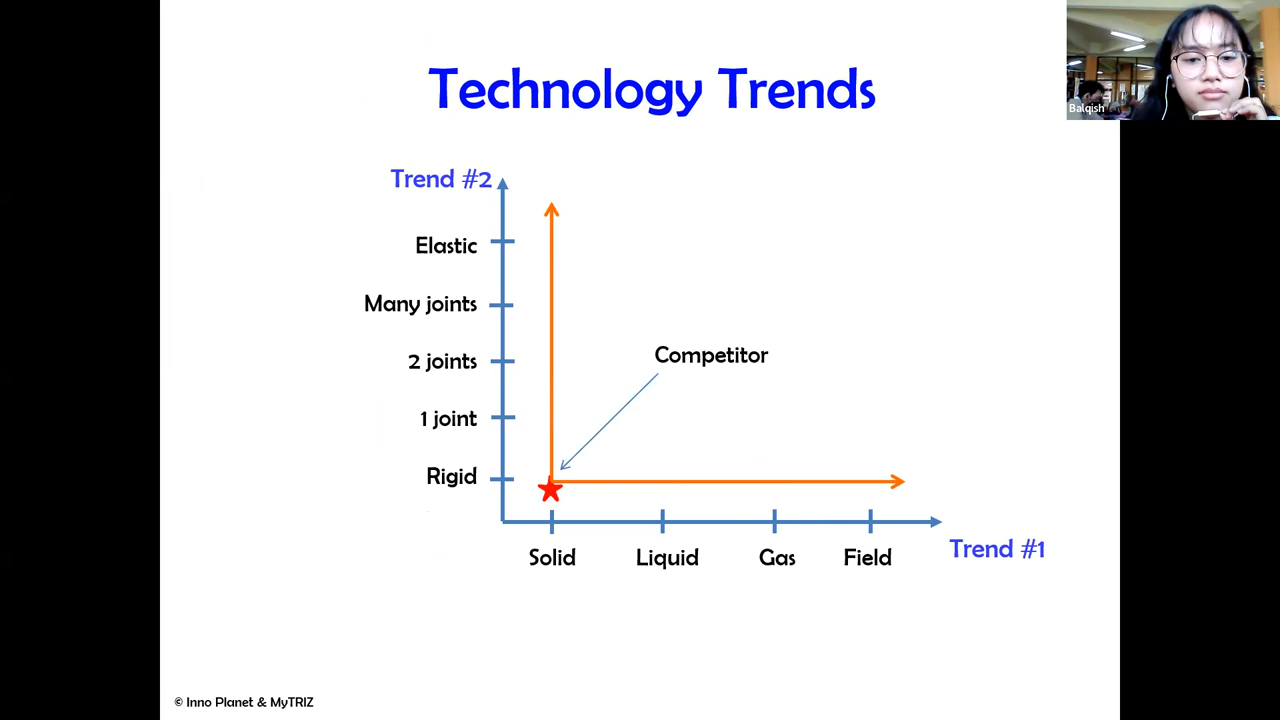 Technology Trends
Balqish
Trend #2
Elastic
Many joints
2 joints
Competitor
1 joint
Rigid
Solid
Liquid
Gas
Field
Trend #1
© Inno Planet & MyTRIZ